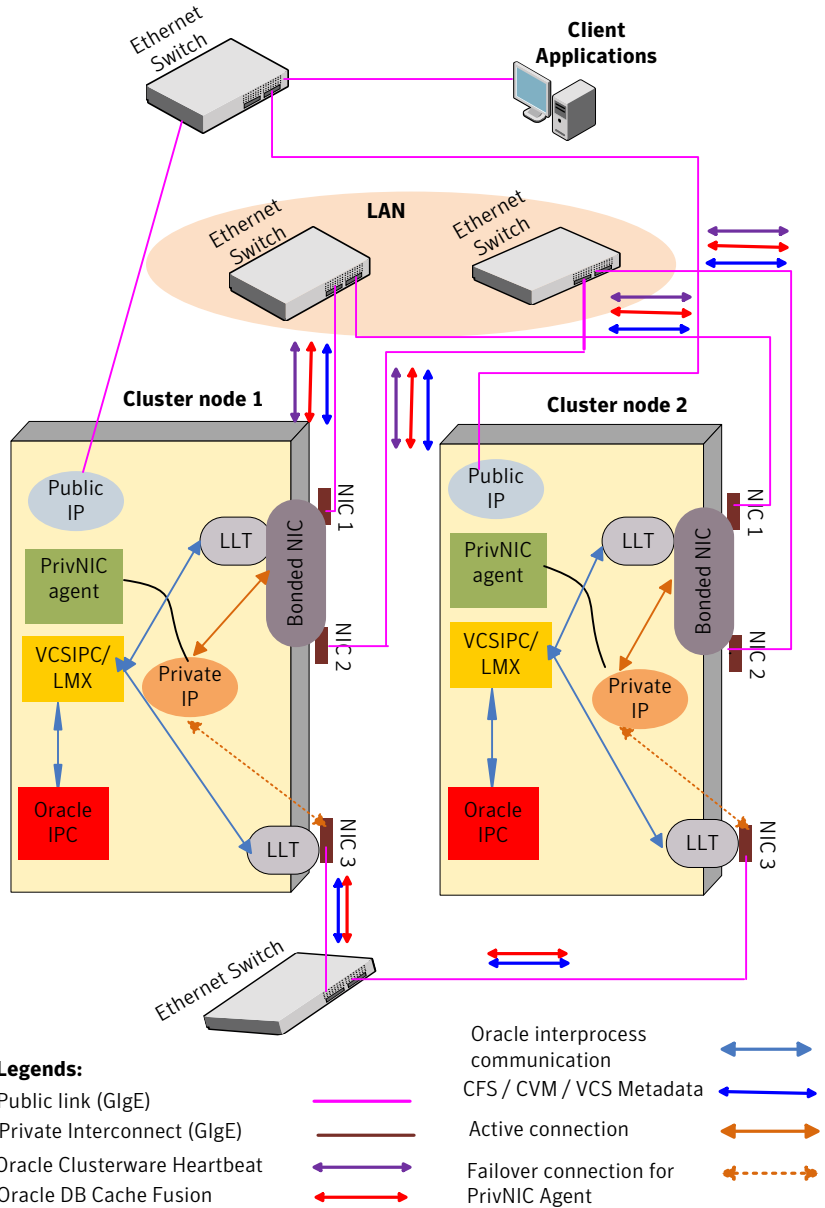 Ethernet
Switch
Client
Applications
LAN
Ethernet
Switch
Ethernet
Switch
Cluster node 1
Public
IP
PrivNIC
agent
VCSIPC/
LMX
Oracle
IPC
LLT
Bonded NIC
Private
IP
LLT
NIC 1
NIC 2
NIC 3
Cluster node 2
Public
IP
PrivNIC
agent
VCSIPC/
LMX
Oracle
IPC
LLT
Bonded NIC
Private
IP
LLT
NIC 1
NIC 2
NIC 3
Ethernet Switch
Legends:
Public link (GIgE)
Private Interconnect (GIgE)
Oracle Clusterware Heartbeat
Oracle DB Cache Fusion
Oracle interprocess
communication
CFS / CVM / VCS Metadata
Active connection
Failover connection for
PrivNIC Agent